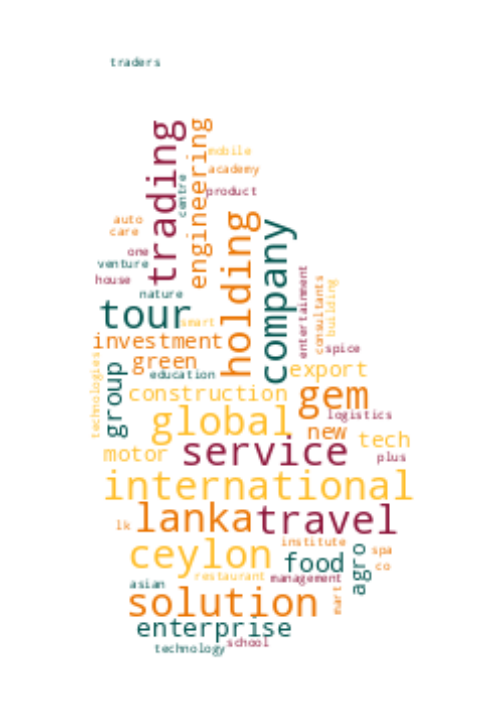 traders
trading
engineering
mobile
academy
centre
product
auto
care
holding
company
one
venture
house
nature
entertainment
consultants
building
tour
smart
investment
spice
green
technologies
group
education
export
construction
gem
global
logistics
new
tech
motor
service
plus
international
lk
lanka
travel
ceylon
institute
food
agro
spa
co
restaurant
management
asian
solution
mart
enterprise
technology
school